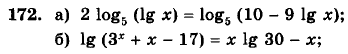 172. а) 2 log₅ (lg x) = log₅ (10 − 9 lg x);
б) lg (3ˣ + x − 17) = x lg 30 − x;